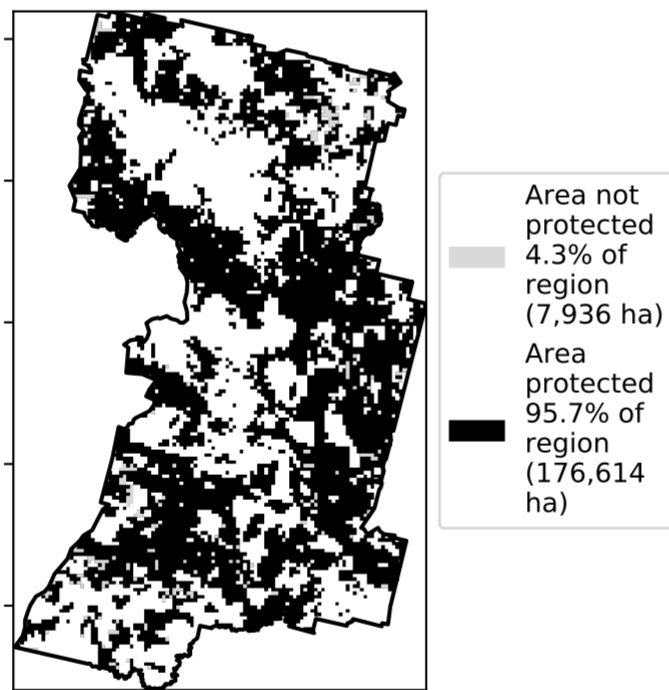 Area not
protected
4.3% of
region
(7,936 ha)
Area
protected
95.7% of
region
(176,614
ha)